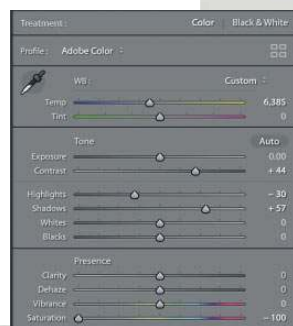 Treatment : Color | Black & White
Profile : Adobe Color
WB : Custom
Temp 6,385
Tint 0
Tone Auto
Exposure 0.00
Contrast + 44
Highlights − 30
Shadows + 57
Whites 0
Blacks 0
Presence
Clarity 0
Dehaze 0
Vibrance 0
Saturation − 100